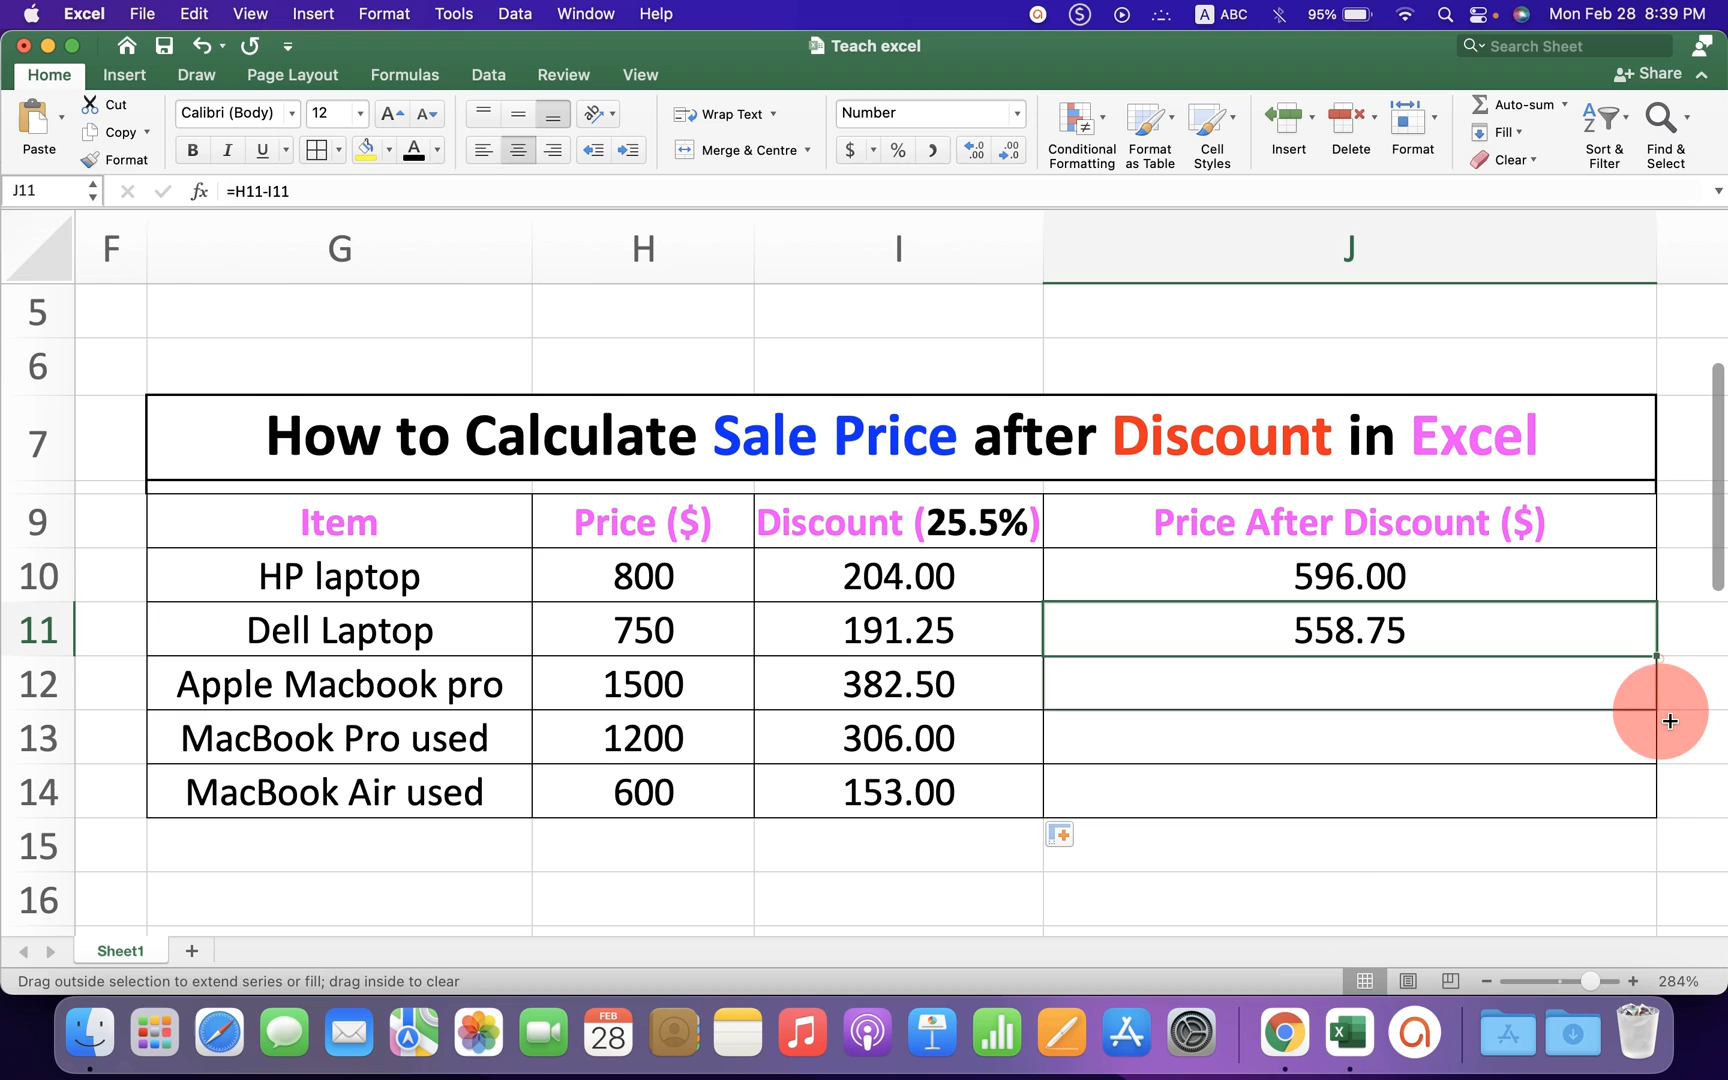 Excel File Edit View Insert Format Tools Data Window Help
A ABC 95% Mon Feb 28 8:39 PM
Teach excel
Search Sheet
Home Insert Draw Page Layout Formulas Data Review View
Share
Paste
Cut
Copy
Format
Calibri (Body) 12
B I U A
Wrap Text
Merge & Centre
Number
$ %
Conditional Formatting
Format as Table
Cell Styles
Insert
Delete
Format
Auto-sum
Fill
Clear
Sort & Filter
Find & Select
J11 fx =H11-I11
F G H I J
5
6
7 How to Calculate Sale Price after Discount in Excel
9 Item Price ($) Discount (25.5%) Price After Discount ($)
10 HP laptop 800 204.00 596.00
11 Dell Laptop 750 191.25 558.75
12 Apple Macbook pro 1500 382.50
13 MacBook Pro used 1200 306.00
14 MacBook Air used 600 153.00
15
16
Sheet1
Drag outside selection to extend series or fill; drag inside to clear
284%
FEB
28